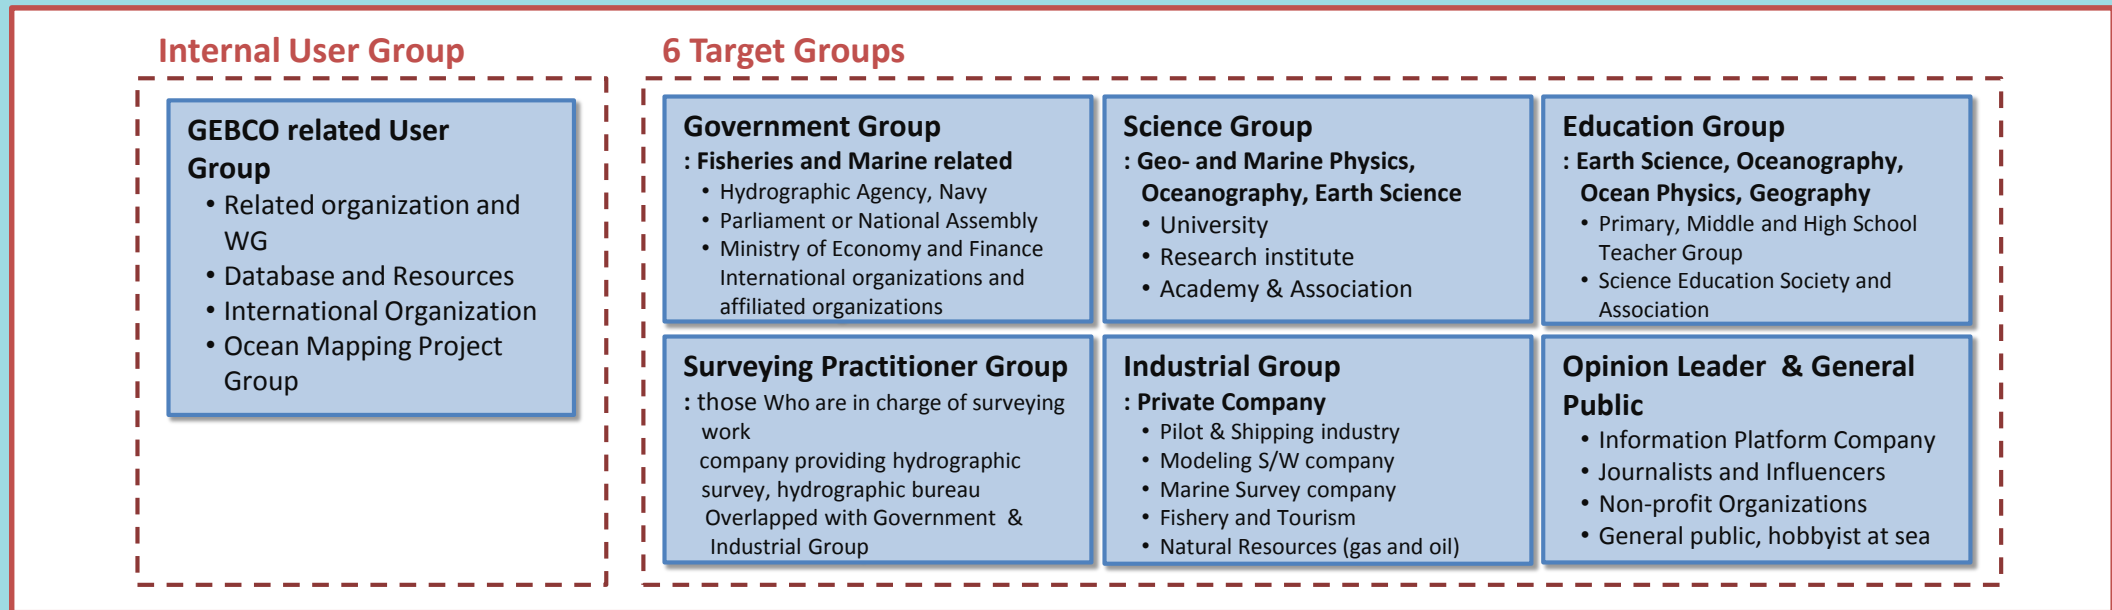 Internal User Group
GEBCO related User
Group
• Related organization and
WG
• Database and Resources
• International Organization
• Ocean Mapping Project
Group
6 Target Groups
Government Group
: Fisheries and Marine related
• Hydrographic Agency, Navy
• Parliament or National Assembly
• Ministry of Economy and Finance
International organizations and
affiliated organizations
Science Group
: Geo- and Marine Physics,
Oceanography, Earth Science
• University
• Research institute
• Academy & Association
Education Group
: Earth Science, Oceanography,
Ocean Physics, Geography
• Primary, Middle and High School
Teacher Group
• Science Education Society and
Association
Surveying Practitioner Group
: those Who are in charge of surveying
work
company providing hydrographic
survey, hydrographic bureau
Overlapped with Government &
Industrial Group
Industrial Group
: Private Company
• Pilot & Shipping industry
• Modeling S/W company
• Marine Survey company
• Fishery and Tourism
• Natural Resources (gas and oil)
Opinion Leader & General
Public
• Information Platform Company
• Journalists and Influencers
• Non-profit Organizations
• General public, hobbyist at sea